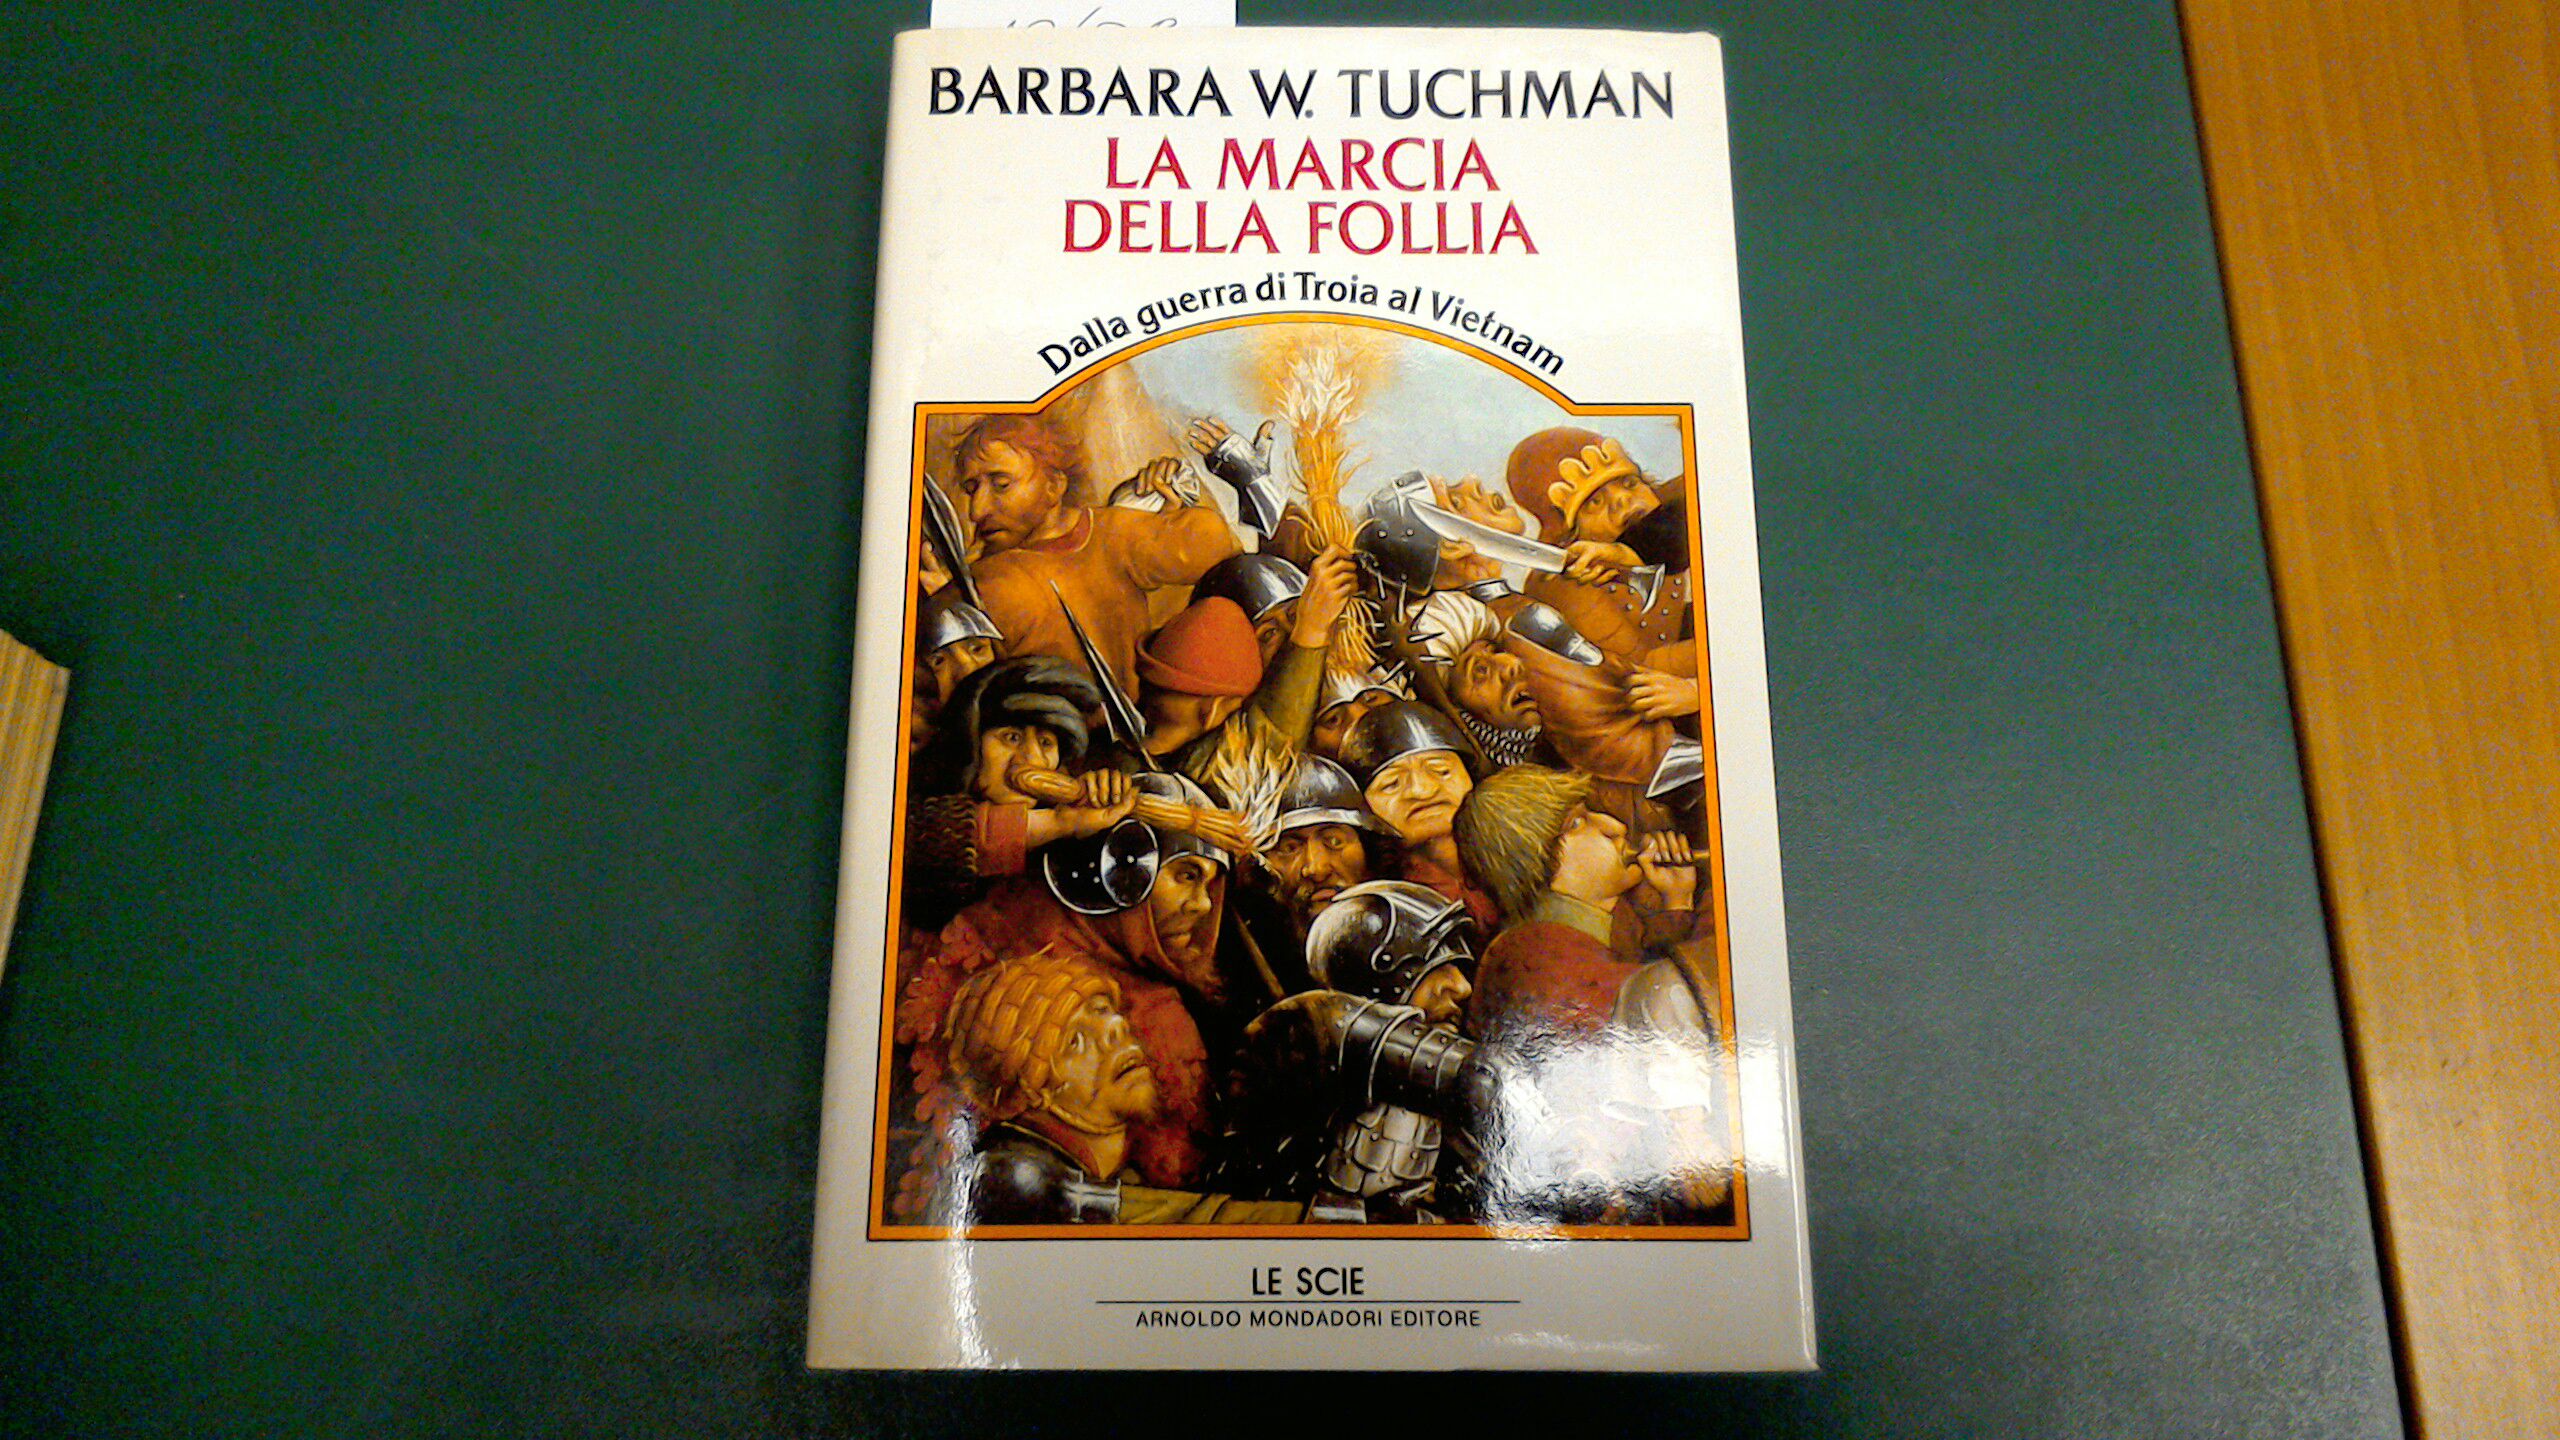 BARBARA W. TUCHMAN
LA MARCIA
DELLA FOLLIA
Dalla guerra di Troia al Vietnam
LE SCIE
ARNOLDO MONDADORI EDITORE